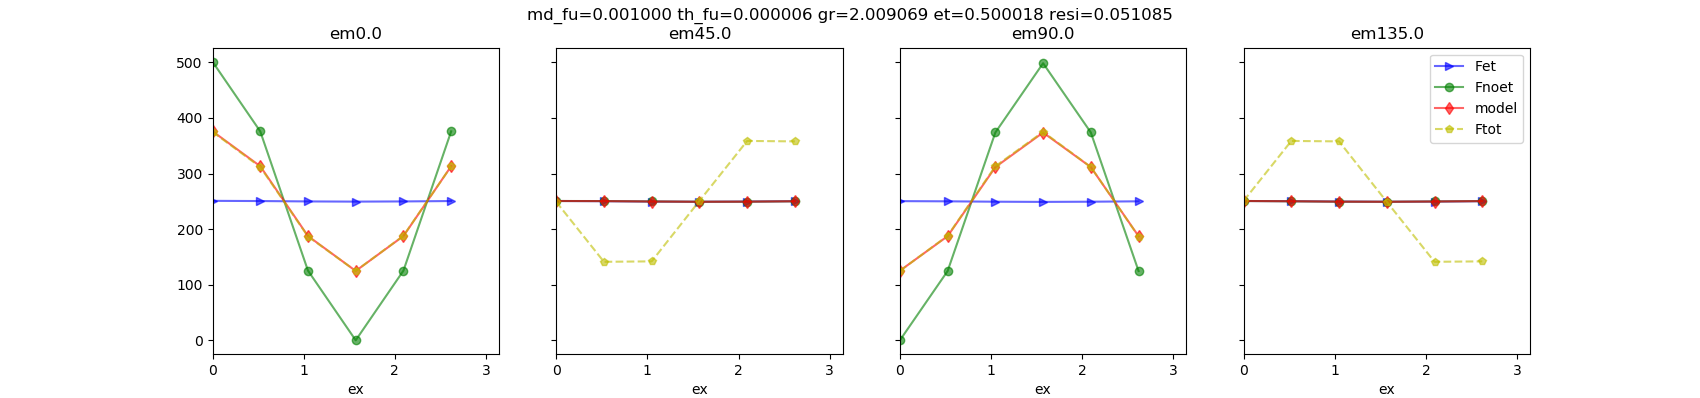 md_fu=0.001000 th_fu=0.000006 gr=2.009069 et=0.500018 resi=0.051085
em0.0
em45.0
em90.0
em135.0
500
400
300
200
100
0
Fet
Fnoet
model
Ftot
0 1 2 3
0 1 2 3
0 1 2 3
0 1 2 3
ex
ex
ex
ex